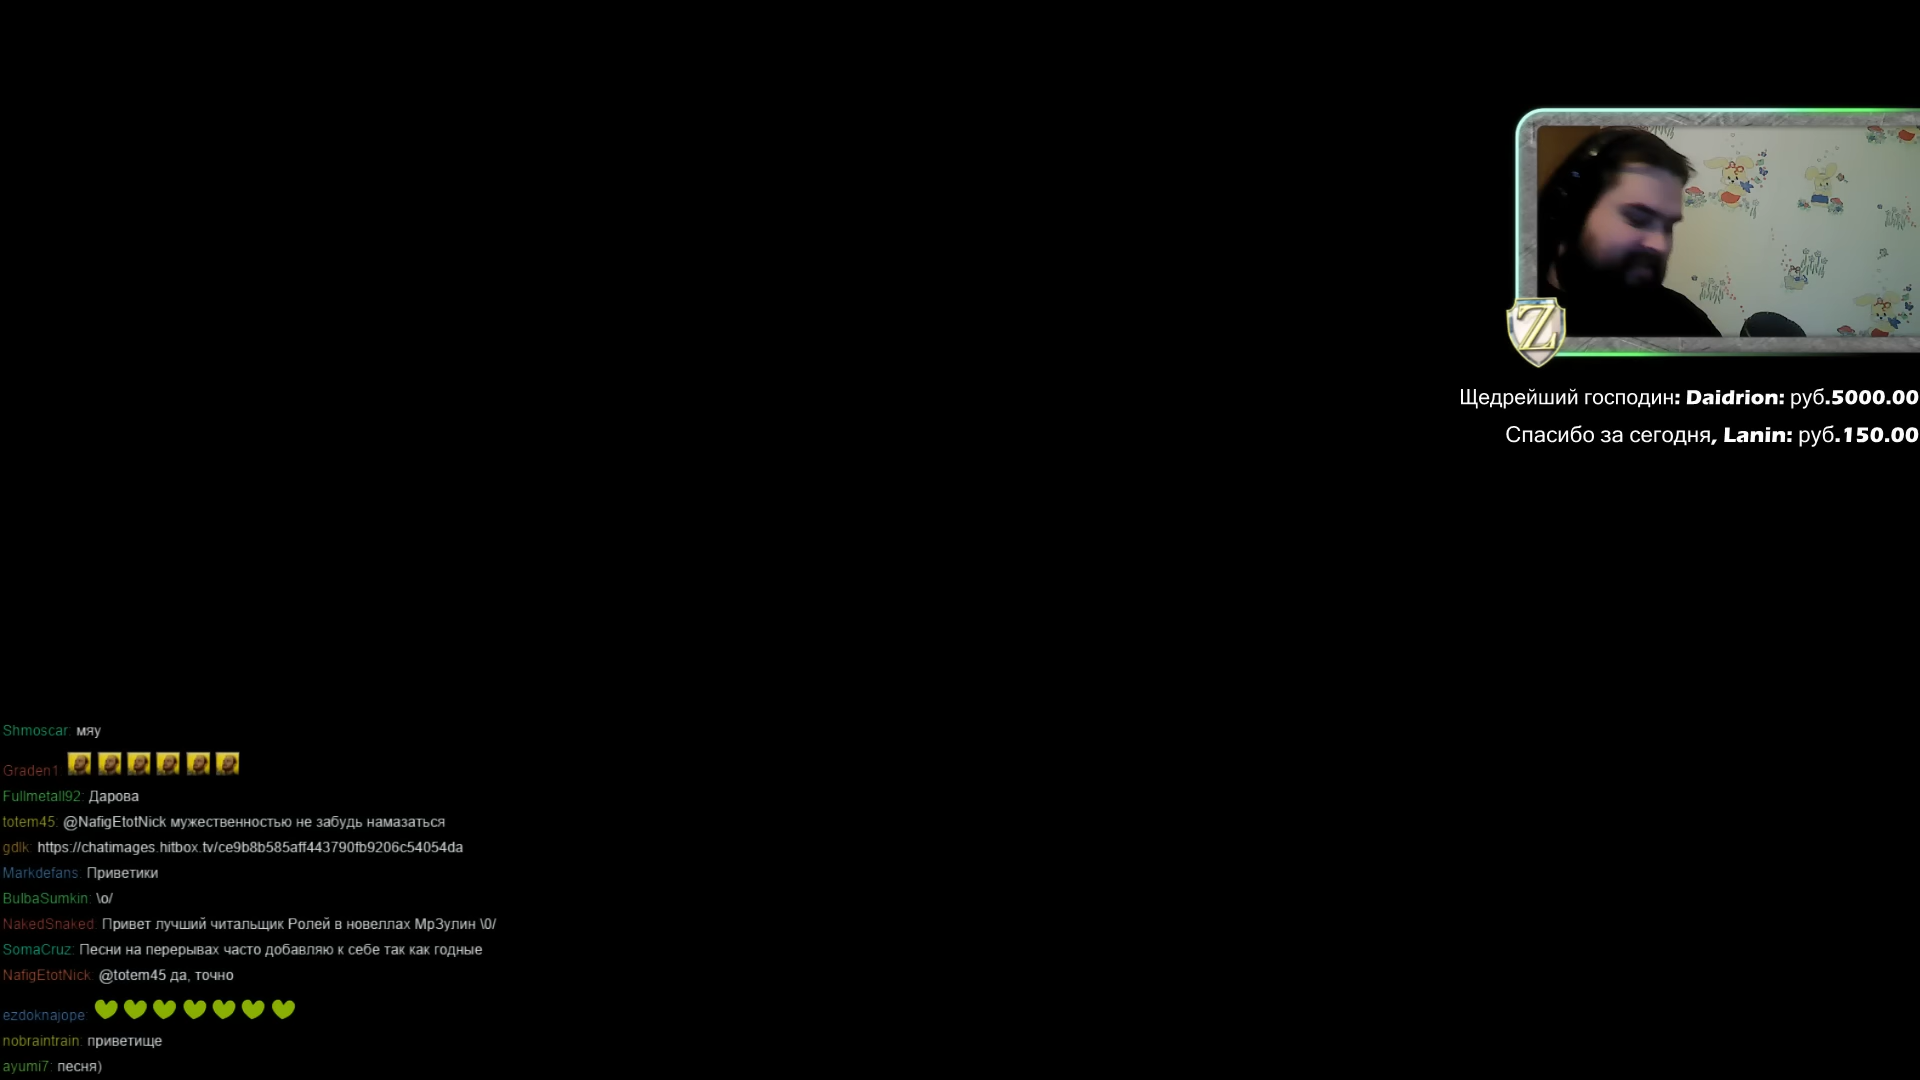 Z
Щедрейший господин: Daidrion: руб.5000.00
Спасибо за сегодня, Lanin: руб.150.00
Shmoscar: мяу
Graden1:
Fullmetall92: Дарова
totem45: @NafigEtotNick мужественностью не забудь намазаться
gdlk: https://chatimages.hitbox.tv/ce9b8b585aff443790fb9206c54054da
Markdefans: Приветики
BulbaSumkin: \o/
NakedSnaked: Привет лучший читальщик Ролей в новеллах МрЗулин \0/
SomaCruz: Песни на перерывах часто добавляю к себе так как годные
NafigEtotNick: @totem45 да, точно
ezdoknajope:
nobraintrain: приветище
ayumi7: песня)